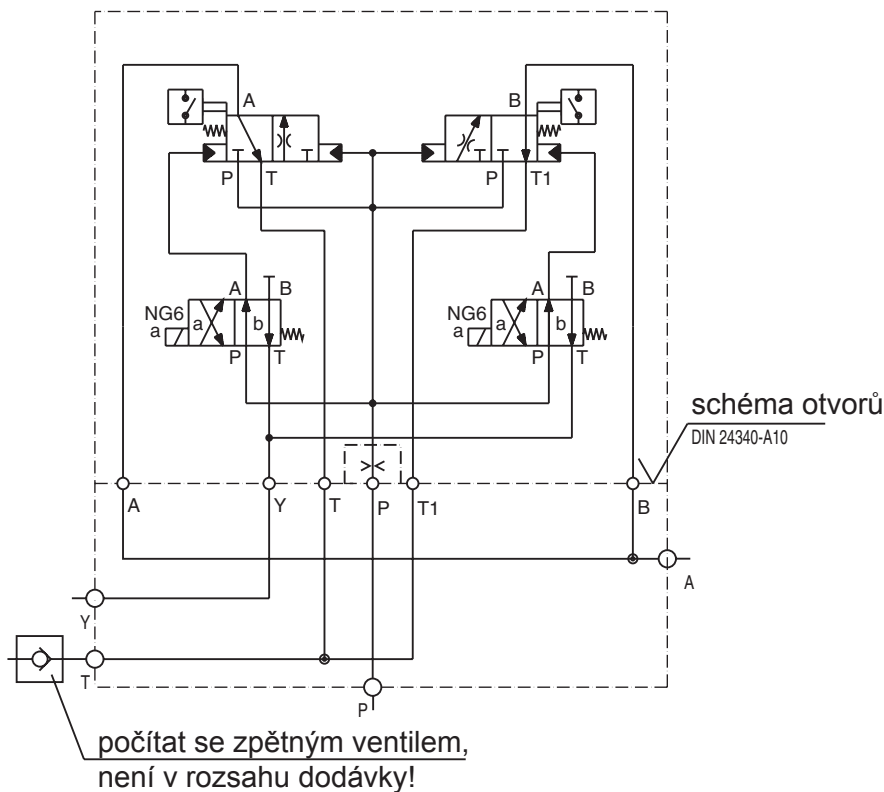 A B
P T P T1
A B A B
NG6 NG6
a a b a a b
P T P T
schéma otvorů
DIN 24340-A10
A Y T P T1 B
A
Y
T
P
počítat se zpětným ventilem,
není v rozsahu dodávky!